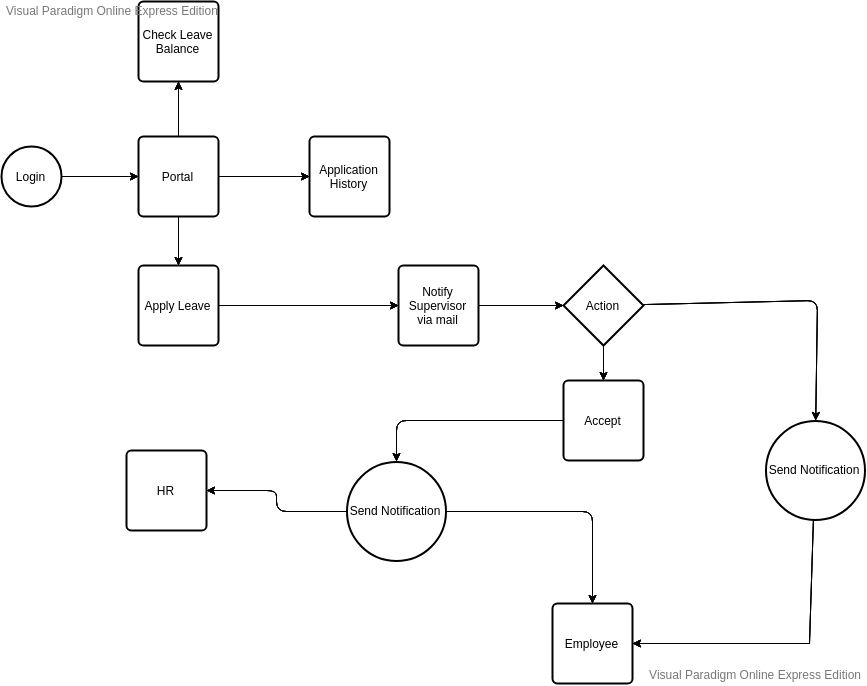 Visual Paradigm Online Express Edition
Check Leave
Balance
Login
Portal
Application
History
Apply Leave
Notify
Supervisor
via mail
Action
Accept
Send Notification
HR
Send Notification
Employee
Visual Paradigm Online Express Edition